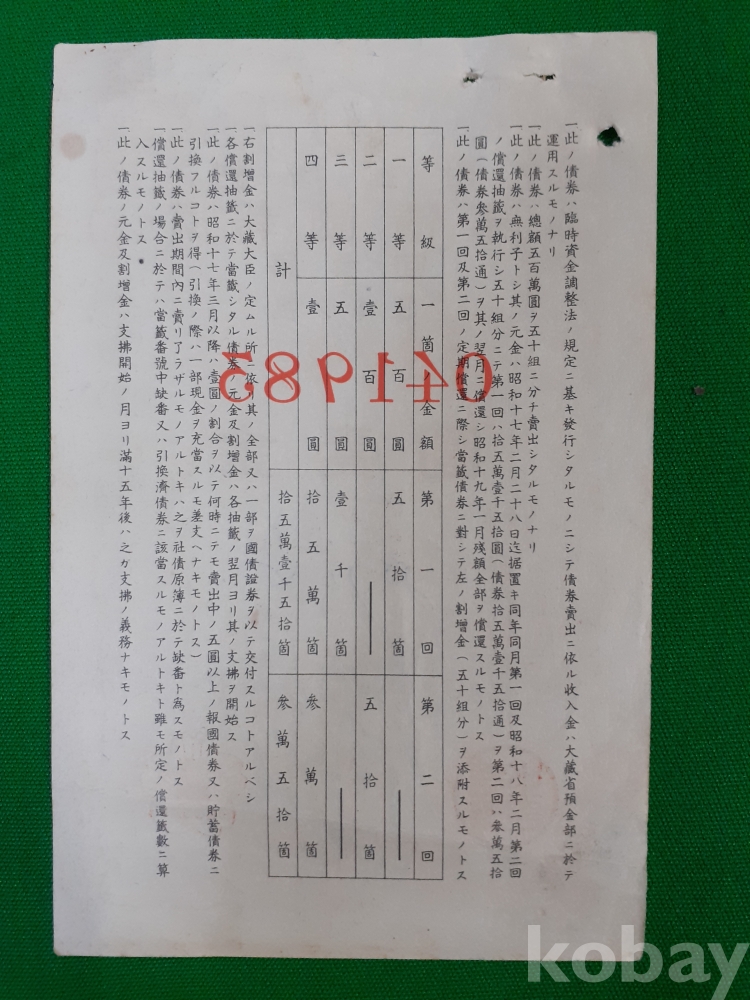 一此ノ債券ハ臨時資金調整法ノ規定ニ基キ發行シタルモノニシテ債券賣出ニ依ル收入金ハ大藏省預金部ニ於テ
運用スルモノナリ
一此ノ債券ハ總額五百萬圓ヲ五十組ニ分チ賣出シタルモノナリ
一此ノ債券ハ無利子トシ其ノ元金ハ昭和十七年二月二十八日迄据置キ同年同月第一回及昭和十八年二月第二回
ノ償還抽籤ヲ執行シ五十組分ニテ第一回ハ拾五萬壹千五拾圓(債券拾五萬壹千五拾通)ヲ第二回ハ參萬五拾
圓(債券參萬五拾通)ヲ其ノ翌月ニ償還シ昭和十九年一月殘額全部ヲ償還スルモノトス
一此ノ債券ハ第一回及第二回ノ定期償還ニ際シ當籤債券ニ對シテ左ノ割增金(五十組分)ヲ添附スルモノトス
等級 一箇ノ金額 第一回 第二回
一等 五百圓 五拾箇 ―
二等 壹百圓 ― 五拾箇
三等 五圓 壹千箇 ―
四等 壹圓 拾五萬箇 參萬箇
計 拾五萬壹千五拾箇 參萬五拾箇
041985
一右割增金ハ大藏大臣ノ定ムル所ニ依リ其ノ全部又ハ一部ヲ國債證券ヲ以テ交付スルコトアルベシ
一各償還抽籤ニ於テ當籤シタル債券ノ元金及割增金ハ各抽籤ノ翌月ヨリ其ノ支拂ヲ開始ス
一此ノ債券ハ昭和十七年三月以降ハ壹圓ノ割合ヲ以テ何時ニテモ賣出中ノ五圓以上ノ報國債券又ハ貯蓄債券ニ
引換フルコトヲ得(引換ノ際ハ一部現金ヲ充當スルモ差支ヘナキモノトス)
一此ノ債券ハ賣出期間內ニ賣リ了ラザルモノアルトキハ之ヲ社債原簿ニ於テ缺番ト爲スモノトス
一償還抽籤ノ場合ニ於テハ當籤番號中缺番又ハ引換濟債券ニ該當スルモノアルトキト雖モ所定ノ償還籤數ニ算
入スルモノトス
一此ノ債券ノ元金及割增金ハ支拂開始ノ月ヨリ滿十五年後ハ之ガ支拂ノ義務ナキモノトス
kobay